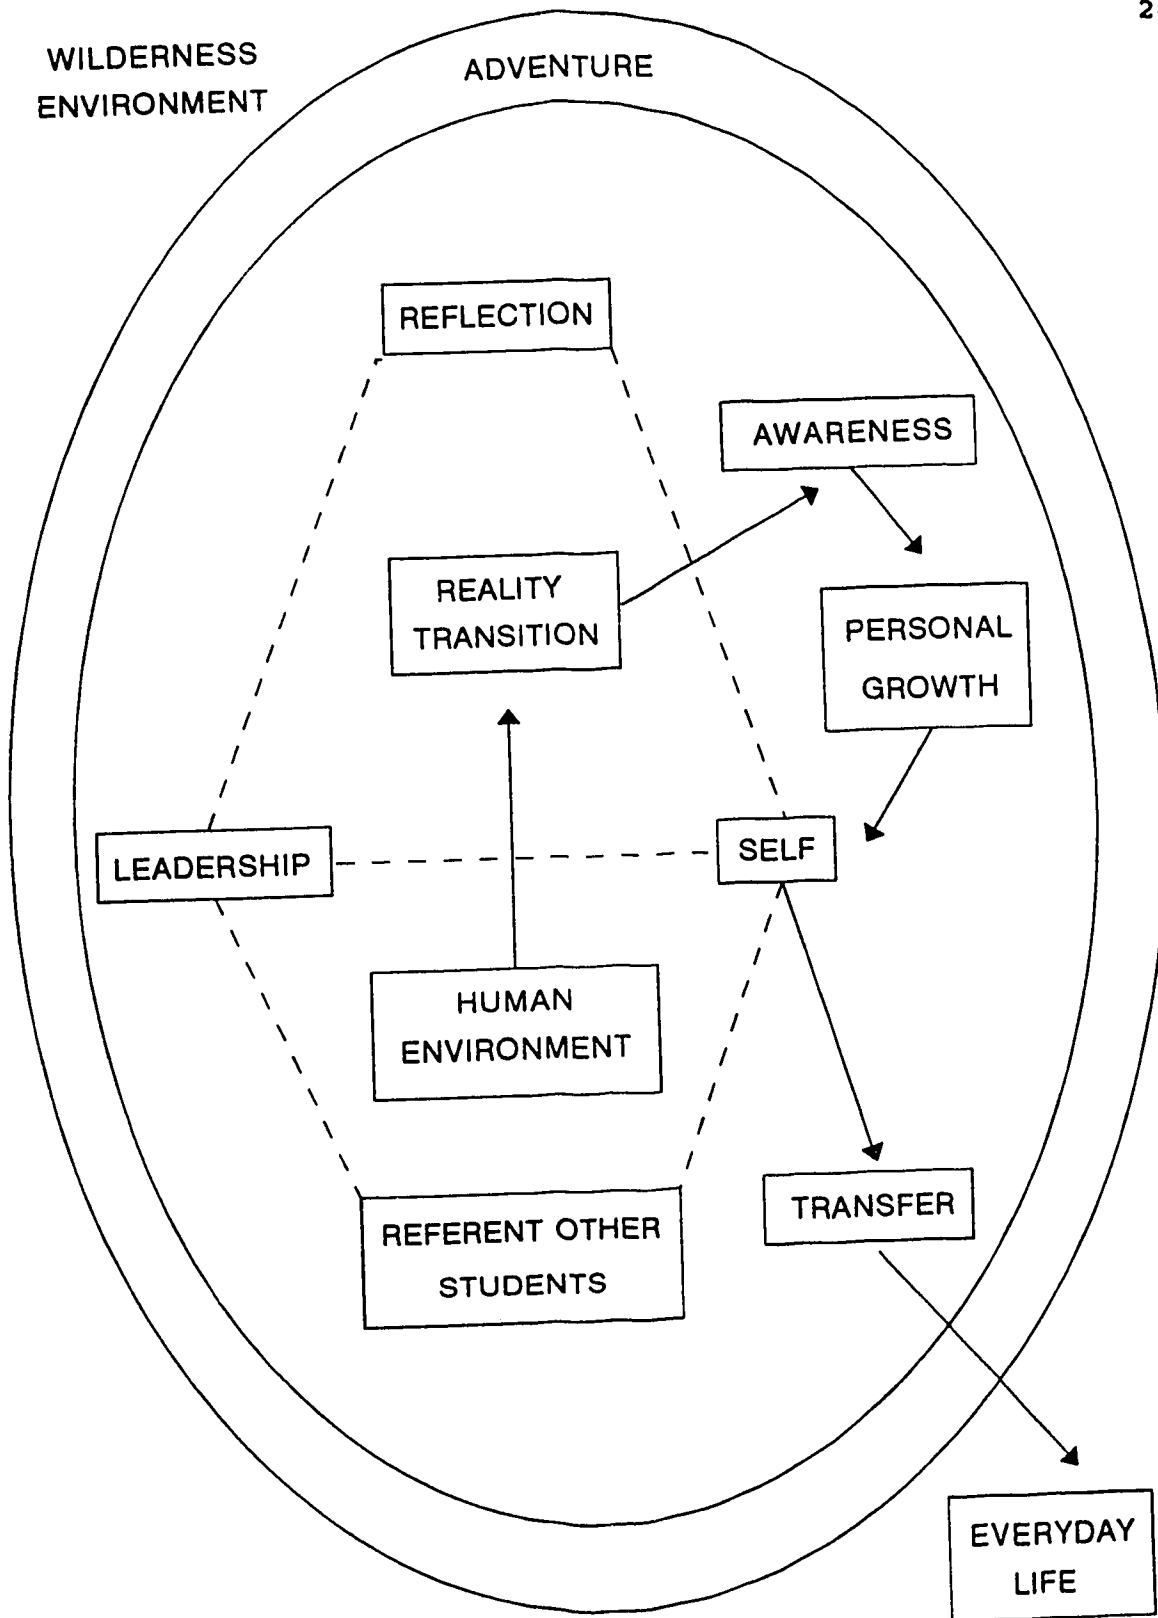 2
WILDERNESS
ENVIRONMENT
ADVENTURE
REFLECTION
AWARENESS
REALITY
TRANSITION
PERSONAL
GROWTH
LEADERSHIP
SELF
HUMAN
ENVIRONMENT
TRANSFER
REFERENT OTHER
STUDENTS
EVERYDAY
LIFE